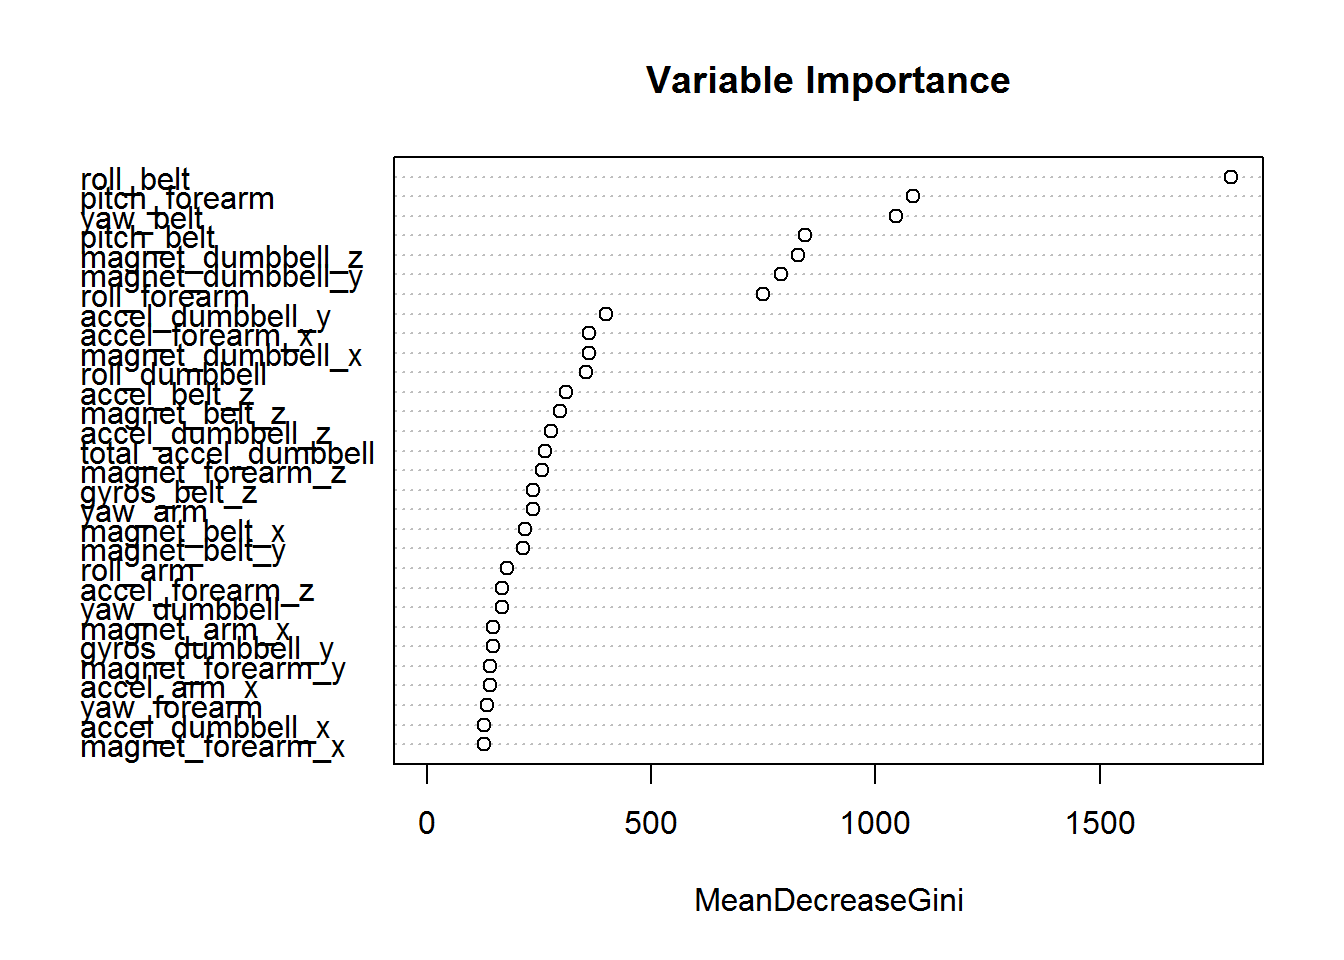 Variable Importance
roll_belt
pitch_forearm
yaw_belt
pitch_belt
magnet_dumbbell_z
magnet_dumbbell_y
roll_forearm
accel_dumbbell_y
accel_forearm_x
magnet_dumbbell_x
roll_dumbbell
accel_belt_z
magnet_belt_z
accel_dumbbell_z
total_accel_dumbbell
magnet_forearm_z
gyros_belt_z
yaw_arm
magnet_belt_x
magnet_belt_y
roll_arm
accel_forearm_z
yaw_dumbbell
magnet_arm_x
gyros_dumbbell_y
magnet_forearm_y
accel_arm_x
yaw_forearm
accel_dumbbell_x
magnet_forearm_x
0 500 1000 1500
MeanDecreaseGini